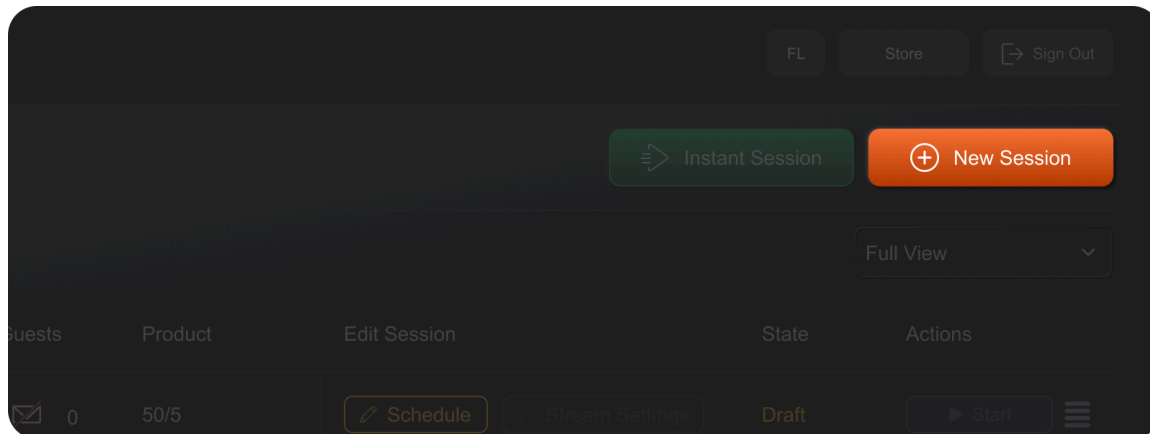 FL Store Sign Out
Instant Session New Session
Full View
Guests Product Edit Session State Actions
0 50/5 Schedule Stream Settings Draft Start